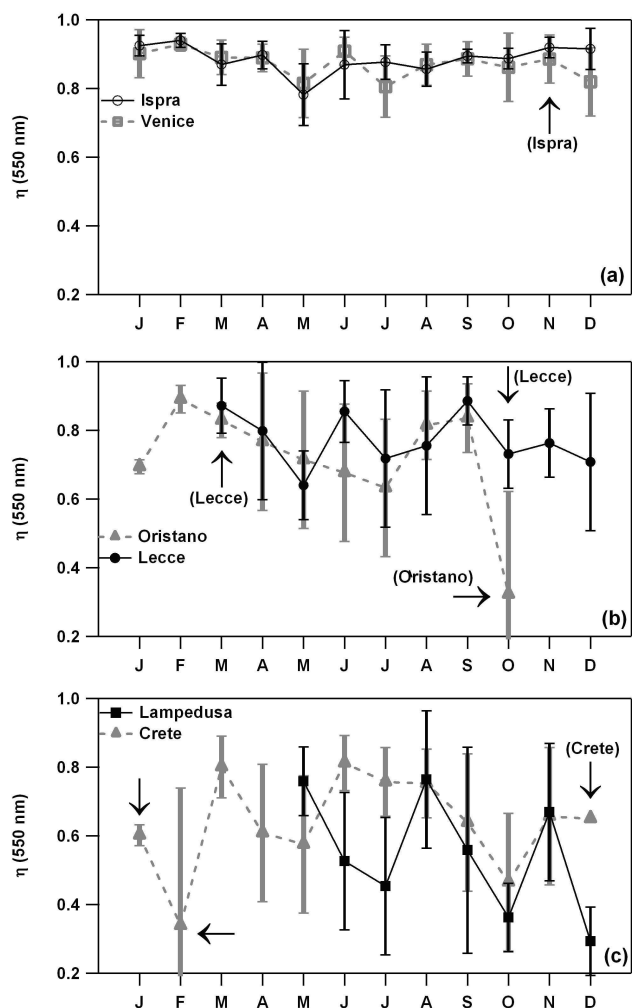 1.0
0.8
0.6
0.4
0.2
η (550 nm)
Ispra
Venice
(Ispra)
(a)
J F M A M J J A S O N D
1.0
0.8
0.6
0.4
0.2
η (550 nm)
(Lecce)
(Lecce)
Oristano
Lecce
(Oristano)
(b)
J F M A M J J A S O N D
1.0
0.8
0.6
0.4
0.2
η (550 nm)
Lampedusa
Crete
(Crete)
(c)
J F M A M J J A S O N D